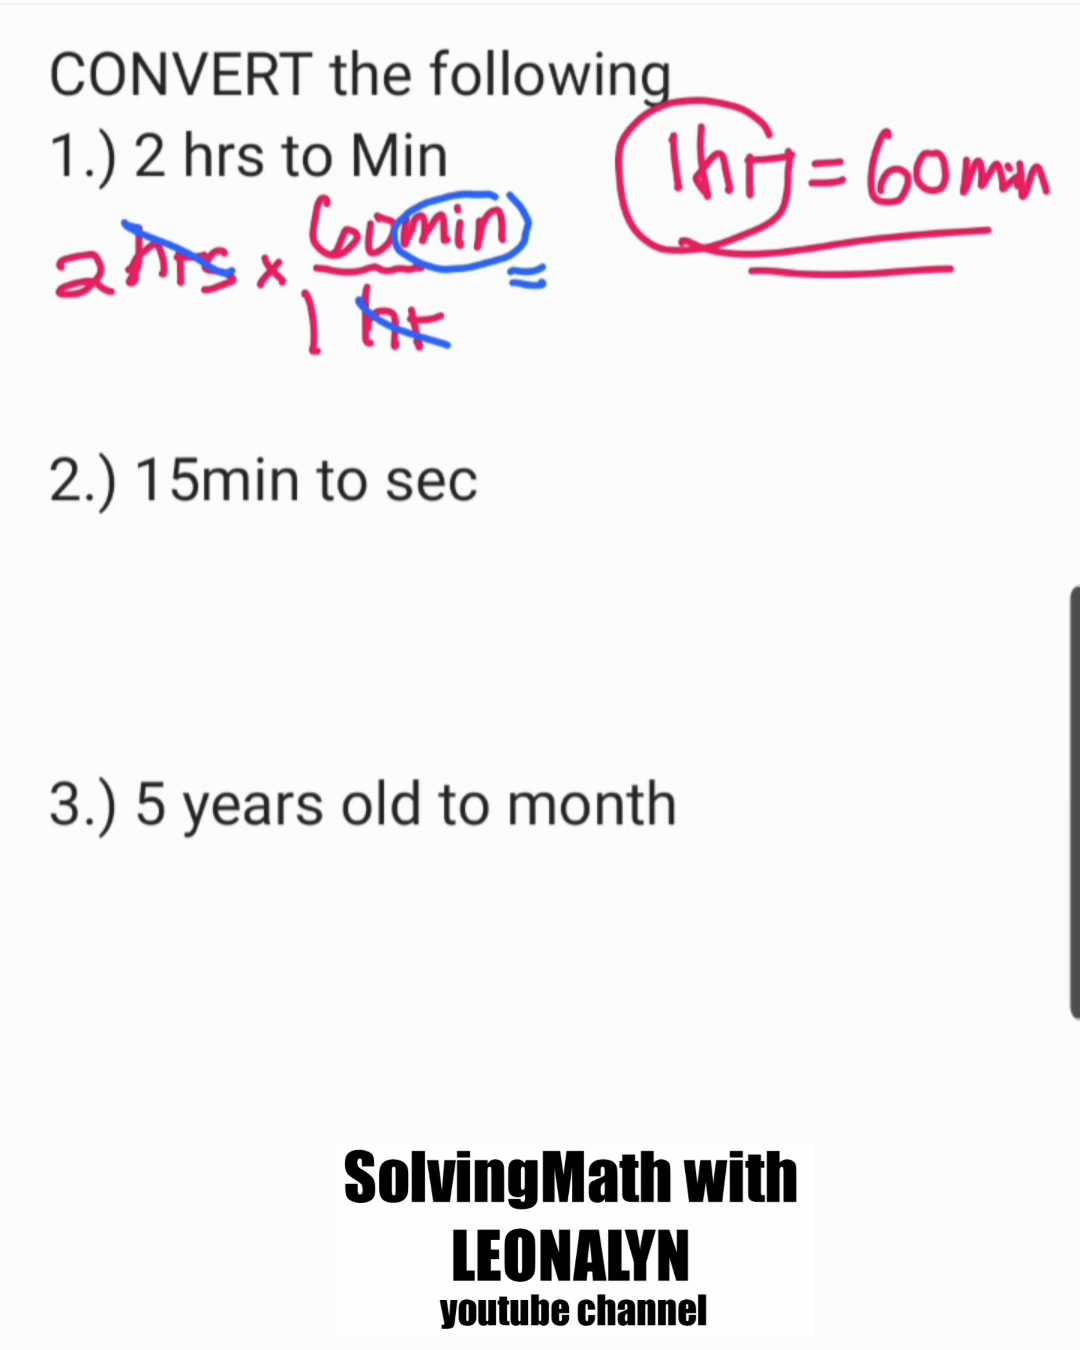 CONVERT the following
1.) 2 hrs to Min
1hr = 60 min
2 hrs x 60 min =
1 hr
2.) 15min to sec
3.) 5 years old to month
SolvingMath with
LEONALYN
youtube channel